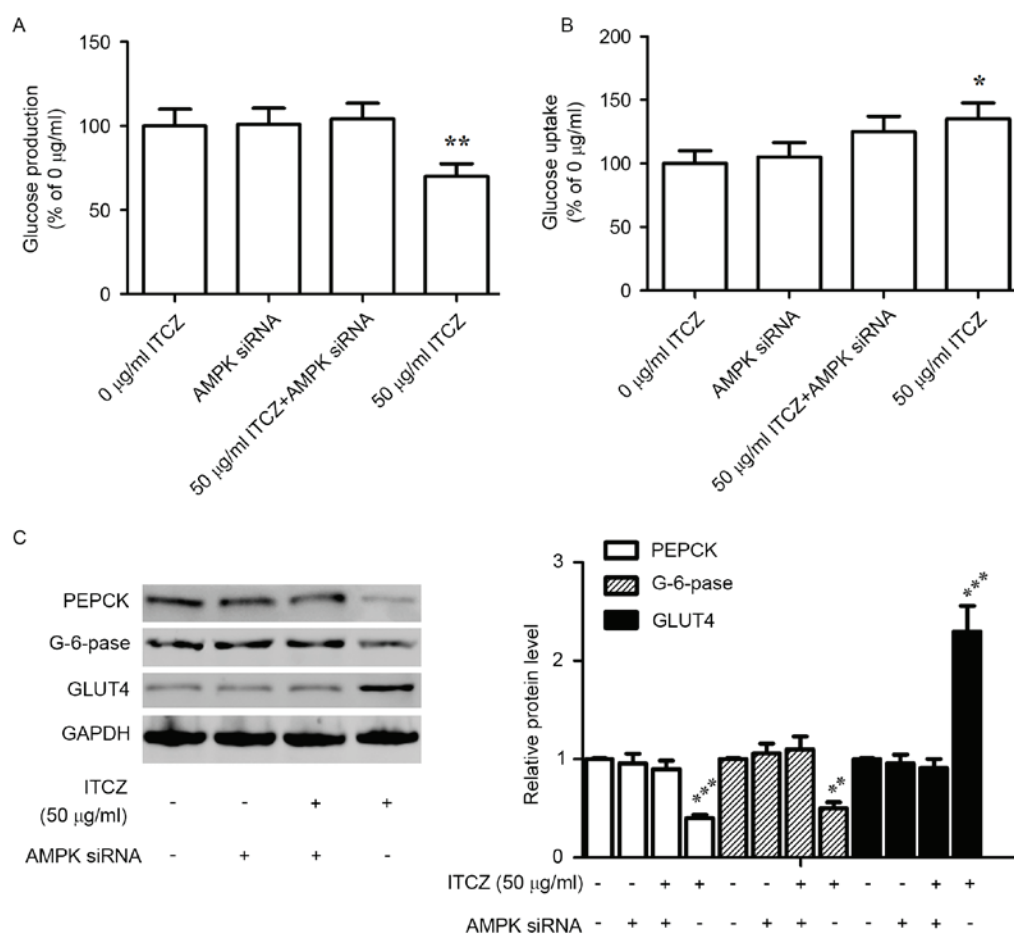 A
Glucose production
(% of 0 μg/ml)
150
100
50
0
0 μg/ml ITCZ
AMPK siRNA
50 μg/ml ITCZ+AMPK siRNA
50 μg/ml ITCZ
**
B
Glucose uptake
(% of 0 μg/ml)
200
150
100
50
0
0 μg/ml ITCZ
AMPK siRNA
50 μg/ml ITCZ+AMPK siRNA
50 μg/ml ITCZ
*
C
PEPCK
G-6-pase
GLUT4
GAPDH
ITCZ
(50 μg/ml)
- - + +
AMPK siRNA - + + -
PEPCK
G-6-pase
GLUT4
Relative protein level
3
2
1
0
***
**
***
ITCZ (50 μg/ml) - - + + - - + + - - + +
AMPK siRNA - + + - - + + - - + + -